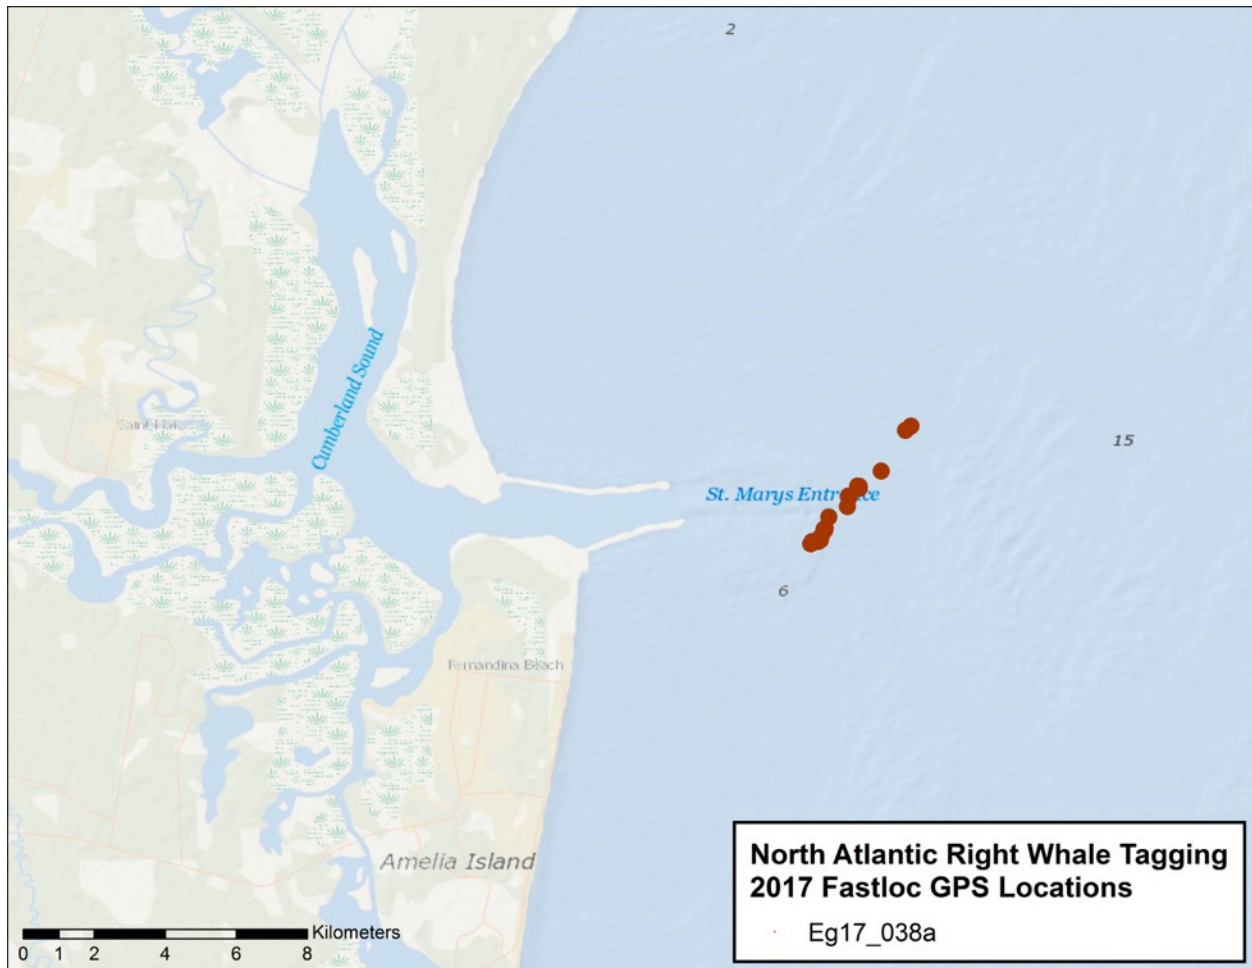 2
Cumberland Sound
15
St. Marys Entrance
6
Fernandina Beach
Amelia Island
North Atlantic Right Whale Tagging
2017 Fastloc GPS Locations
Eg17_038a
Kilometers
0 1 2 4 6 8